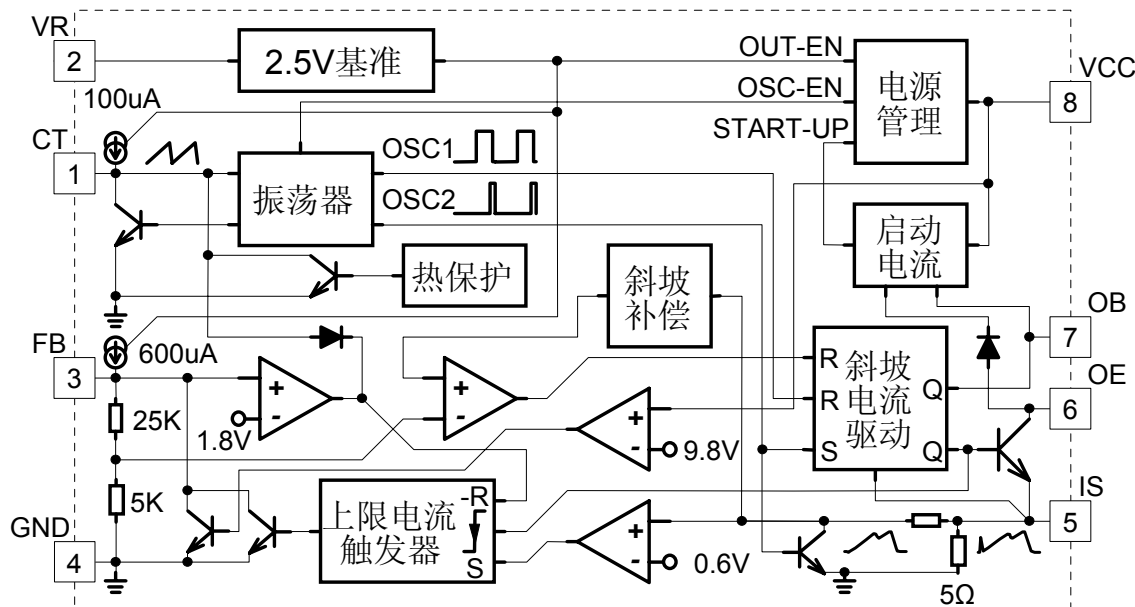 VR
2
2.5V基准
OUT-EN
OSC-EN
START-UP
电源
管理
VCC
8
100uA
CT
1
OSC1
OSC2
振荡器
热保护
斜坡
补偿
启动
电流
OB
7
FB
3
600uA
+
-
1.8V
25K
+
-
R
R
S
斜坡
电流
驱动
Q
Q
OE
6
+
-
9.8V
5K
GND
4
上限电流
触发器
-R
S
+
-
0.6V
5Ω
IS
5